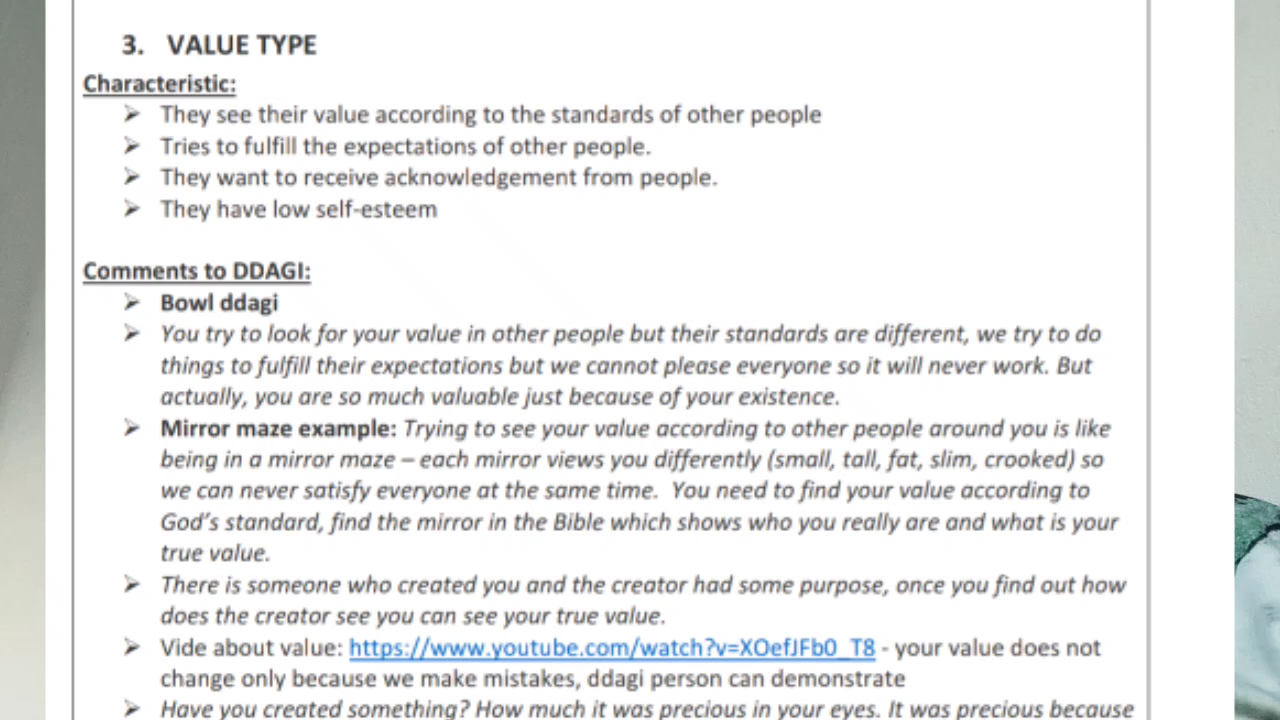 3. VALUE TYPE
Characteristic:
➢ They see their value according to the standards of other people
➢ Tries to fulfill the expectations of other people.
➢ They want to receive acknowledgement from people.
➢ They have low self-esteem
Comments to DDAGI:
➢ Bowl ddagi
➢ You try to look for your value in other people but their standards are different, we try to do
things to fulfill their expectations but we cannot please everyone so it will never work. But
actually, you are so much valuable just because of your existence.
➢ Mirror maze example: Trying to see your value according to other people around you is like
being in a mirror maze – each mirror views you differently (small, tall, fat, slim, crooked) so
we can never satisfy everyone at the same time. You need to find your value according to
God's standard, find the mirror in the Bible which shows who you really are and what is your
true value.
➢ There is someone who created you and the creator had some purpose, once you find out how
does the creator see you can see your true value.
➢ Vide about value: https://www.youtube.com/watch?v=XOefJFb0_T8 - your value does not
change only because we make mistakes, ddagi person can demonstrate
➢ Have you created something? How much it was precious in your eyes. It was precious because